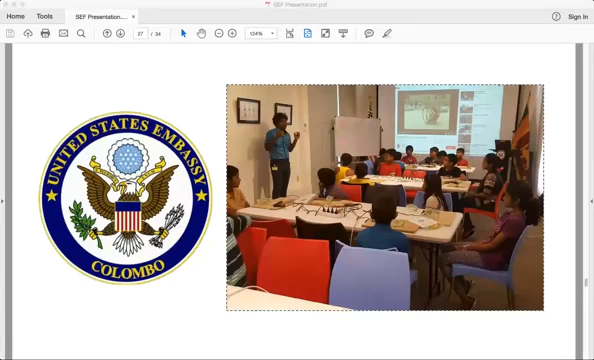 SEF Presentation.pdf
Home
Tools
SEF Presentation....
×
?
Sign In
27
/ 34
124%
UNITED STATES EMBASSY
COLOMBO